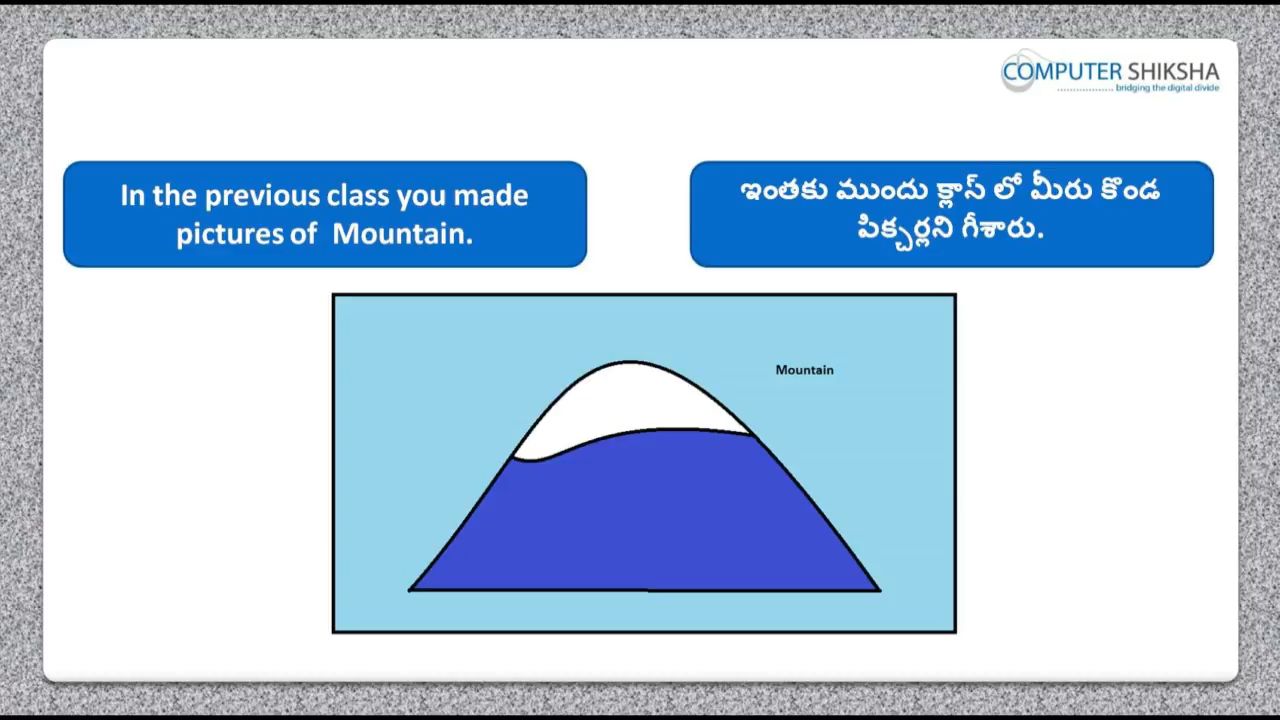 COMPUTER SHIKSHA
bridging the digital divide
In the previous class you made
pictures of Mountain.
ఇంతకు ముందు క్లాస్ లో మీరు కొండ
పిక్చర్లని గీశారు.
Mountain